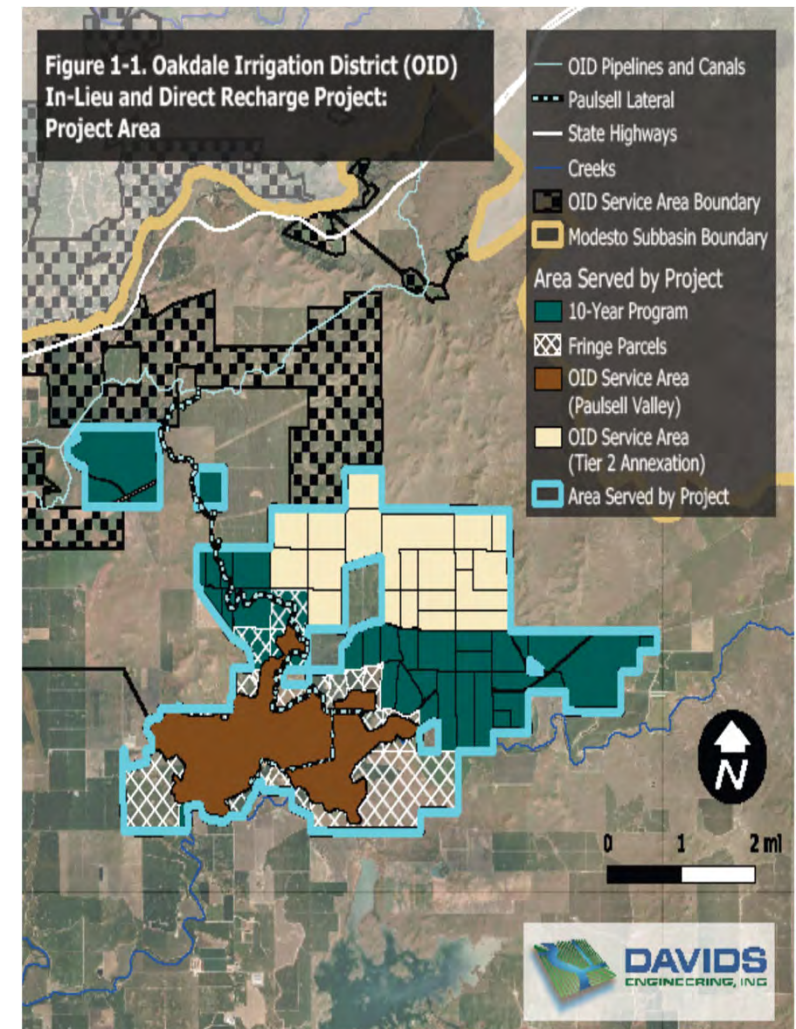 Figure 1-1. Oakdale Irrigation District (OID)
In-Lieu and Direct Recharge Project:
Project Area
OID Pipelines and Canals
Paulsell Lateral
State Highways
Creeks
OID Service Area Boundary
Modesto Subbasin Boundary
Area Served by Project
10-Year Program
Fringe Parcels
OID Service Area
(Paulsell Valley)
OID Service Area
(Tier 2 Annexation)
Area Served by Project
N
0 1 2 mi
DAVIDS
ENGINEERING, INC